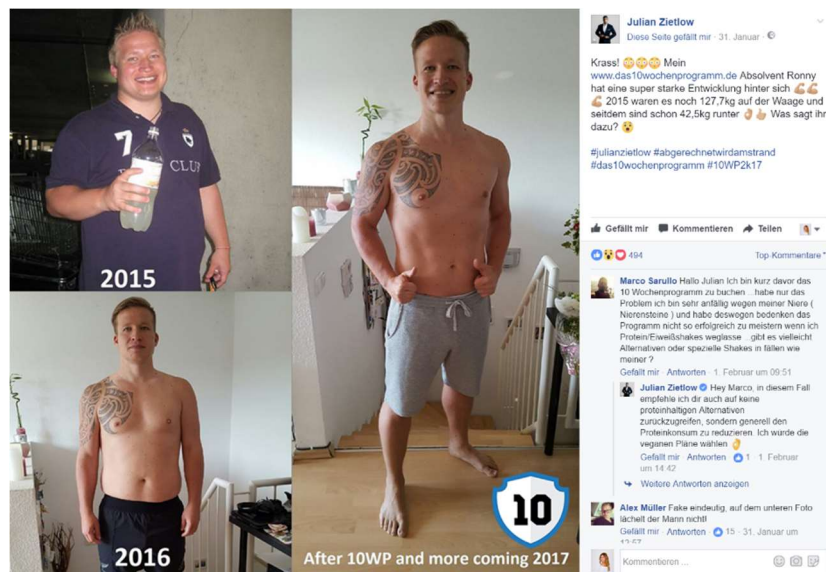 7
CLUB
2015
2016
10
After 10WP and more coming 2017
Julian Zietlow
Diese Seite gefällt mir · 31. Januar ·
Krass! 😳😳😳 Mein
www.das10wochenprogramm.de Absolvent Ronny
hat eine super starke Entwicklung hinter sich 💪💪
💪 2015 waren es noch 127,7kg auf der Waage und
seitdem sind schon 42,5kg runter 👌👍 Was sagt ihr
dazu? 😲
#julianzietlow #abgerechnetwirdamstrand
#das10wochenprogramm #10WP2k17
Gefällt mir Kommentieren Teilen
494 Top-Kommentare
Marco Sarullo Hallo Julian Ich bin kurz davor das
10 Wochenprogramm zu buchen ...habe nur das
Problem ich bin sehr anfällig wegen meiner Niere (
Nierensteine ) und habe deswegen bedenken das
Programm nicht so erfolgreich zu meistern wenn ich
Protein/Eiweißshakes weglasse ...gibt es vielleicht
Alternativen oder spezielle Shakes in fällen wie
meiner ?
Gefällt mir · Antworten · 1. Februar um 09:51
Julian Zietlow Hey Marco, in diesem Fall
empfehle ich dir auch auf keine
proteinhaltigen Alternativen
zurückzugreifen, sondern generell den
Proteinkonsum zu reduzieren. Ich würde die
veganen Pläne wählen 👌
Gefällt mir · Antworten · 1 · 1. Februar
um 14:42
Weitere Antworten anzeigen
Alex Müller Fake eindeutig, auf dem unteren Foto
lächelt der Mann nicht!
Gefällt mir · Antworten · 15 · 31. Januar um
12:57
Kommentieren ...